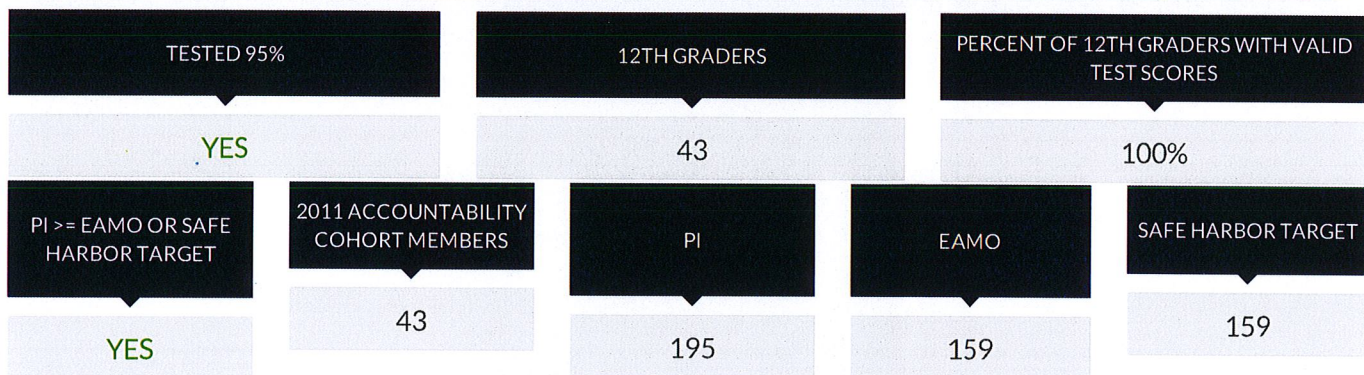 TESTED 95%
12TH GRADERS
PERCENT OF 12TH GRADERS WITH VALID
TEST SCORES
YES
43
100%
PI >= EAMO OR SAFE
HARBOR TARGET
2011 ACCOUNTABILITY
COHORT MEMBERS
PI
EAMO
SAFE HARBOR TARGET
YES
43
195
159
159